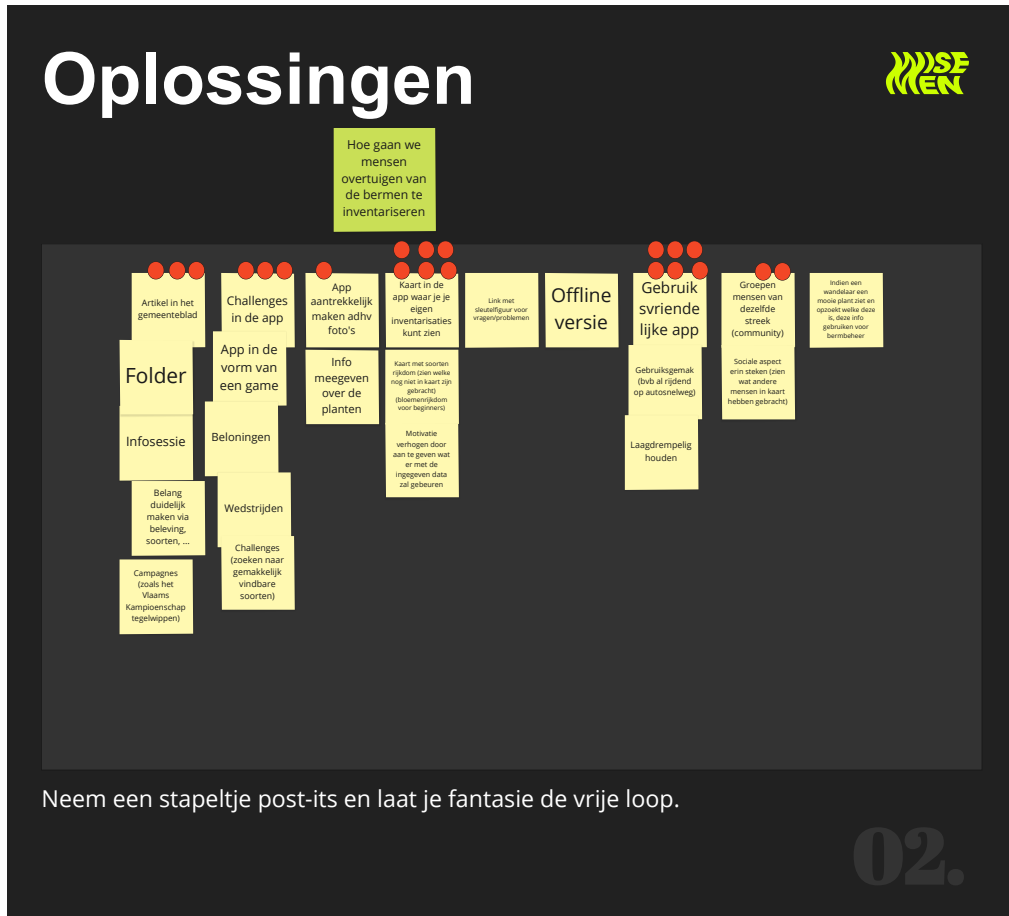 Oplossingen
WISE
EN
Hoe gaan we
mensen
overtuigen van
de bermen te
inventariseren
Artikel in het
gemeenteblad
Folder
Infosessie
Belang
duidelijk
maken via
beleving,
soorten, ...
Campagnes
(zoals het
Vlaams
Kampioenschap
tegelwippen)
Challenges
in de app
App in de
vorm van
een game
Beloningen
Wedstrijden
Challenges
(zoeken naar
gemakkelijk
vindbare
soorten)
App
aantrekkelijk
maken adhv
foto's
Info
meegeven
over de
planten
Kaart in de
app waar je je
eigen
inventarisaties
kunt zien
Kaart met soorten
rijkdom (zien welke
nog niet in kaart zijn
gebracht)
(bloemenrijkdom
voor beginners)
Motivatie
verhogen door
aan te geven wat
er met de
ingegeven data
zal gebeuren
Link met
sleutelfiguur voor
vragen/problemen
Offline
versie
Gebruik
svriende
lijke app
Gebruiksgemak
(bvb al rijdend
op autosnelweg)
Laagdrempelig
houden
Groepen
mensen van
dezelfde
streek
(community)
Sociale aspect
erin steken (zien
wat andere
mensen in kaart
hebben gebracht)
Indien een
wandelaar een
mooie plant ziet en
opzoekt welke deze
is, deze info
gebruiken voor
bermbeheer
Neem een stapeltje post-its en laat je fantasie de vrije loop.
02.